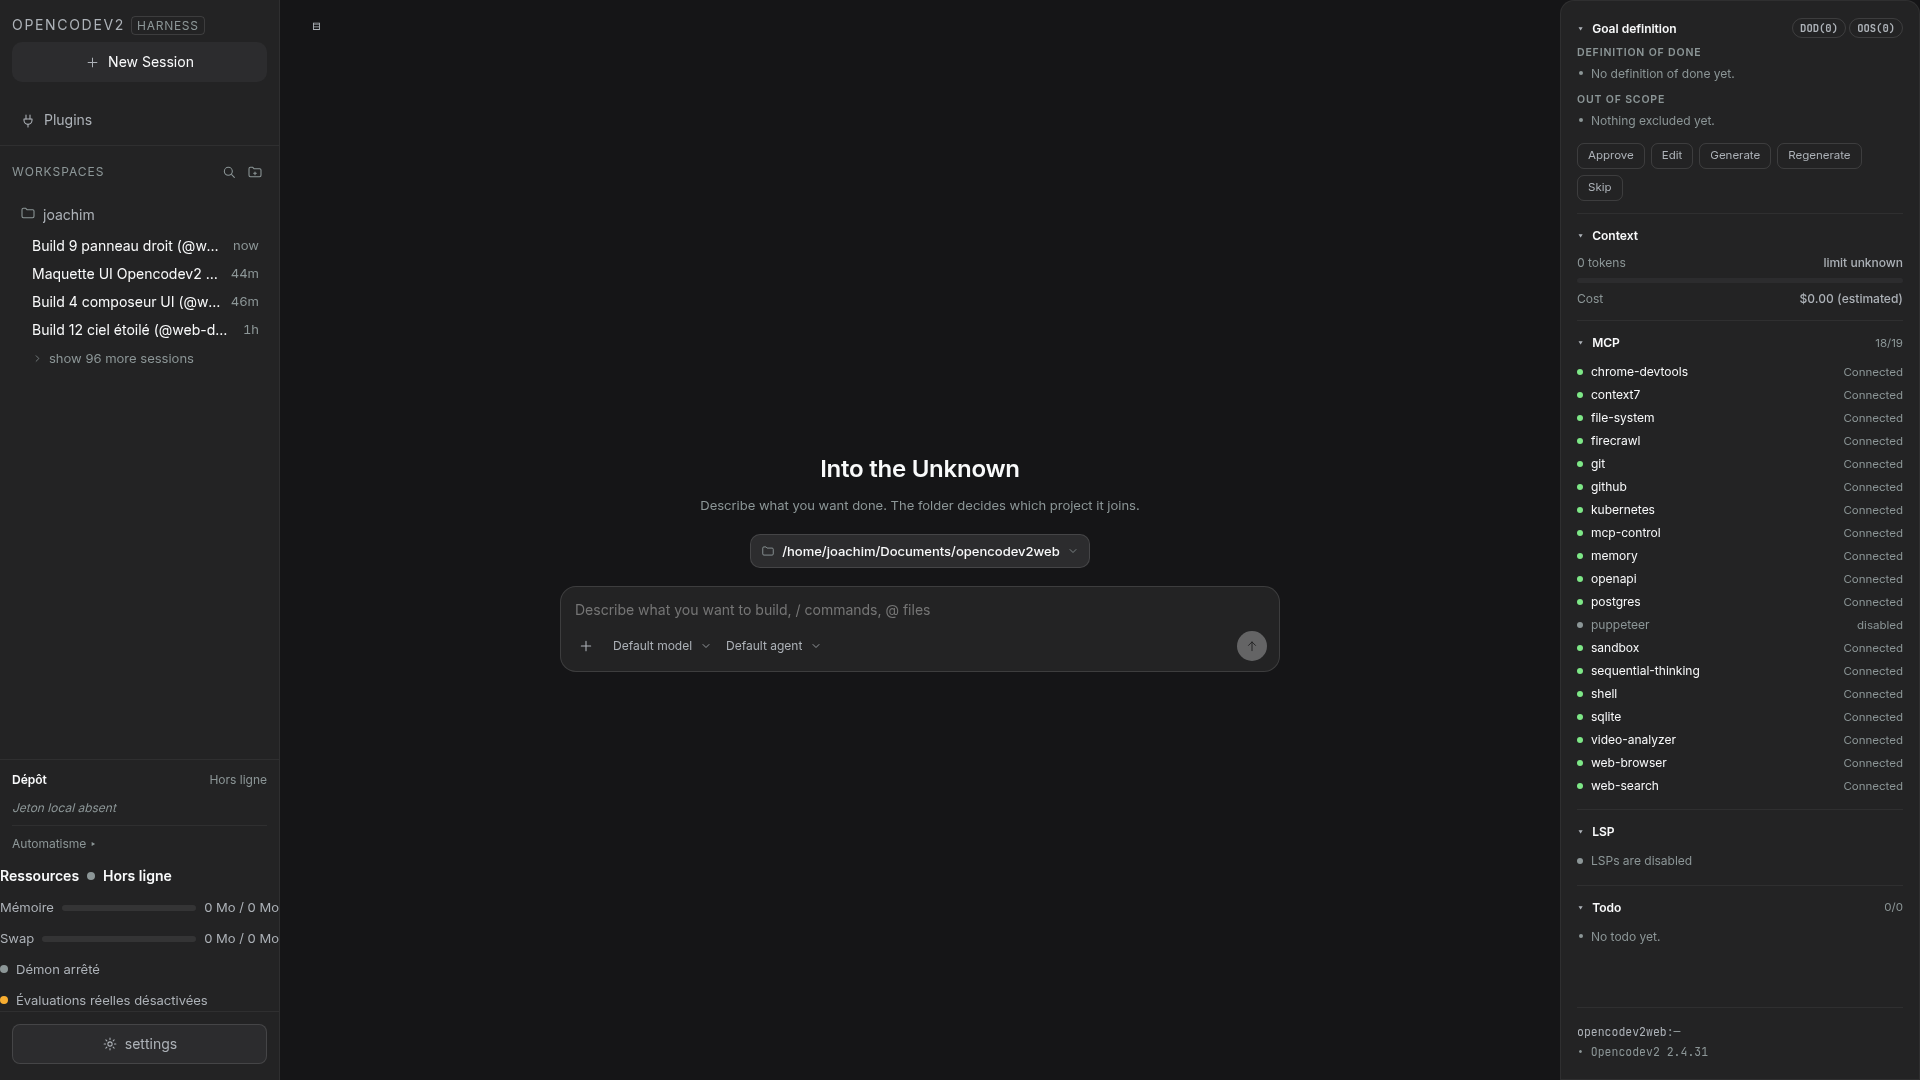 OPENCODEV2 HARNESS
New Session
Plugins
WORKSPACES
joachim
Build 9 panneau droit (@w... now
Maquette UI Opencodev2 ... 44m
Build 4 composeur UI (@w... 46m
Build 12 ciel étoilé (@web-d... 1h
show 96 more sessions
Dépôt Hors ligne
Jeton local absent
Automatisme
Ressources Hors ligne
Mémoire 0 Mo / 0 Mo
Swap 0 Mo / 0 Mo
Démon arrêté
Évaluations réelles désactivées
settings
Into the Unknown
Describe what you want done. The folder decides which project it joins.
/home/joachim/Documents/opencodev2web
Describe what you want to build, / commands, @ files
Default model Default agent
Goal definition DOD(0) OOS(0)
DEFINITION OF DONE
• No definition of done yet.
OUT OF SCOPE
• Nothing excluded yet.
Approve Edit Generate Regenerate
Skip
Context
0 tokens limit unknown
Cost $0.00 (estimated)
MCP 18/19
chrome-devtools Connected
context7 Connected
file-system Connected
firecrawl Connected
git Connected
github Connected
kubernetes Connected
mcp-control Connected
memory Connected
openapi Connected
postgres Connected
puppeteer disabled
sandbox Connected
sequential-thinking Connected
shell Connected
sqlite Connected
video-analyzer Connected
web-browser Connected
web-search Connected
LSP
LSPs are disabled
Todo 0/0
• No todo yet.
opencodev2web:—
• Opencodev2 2.4.31